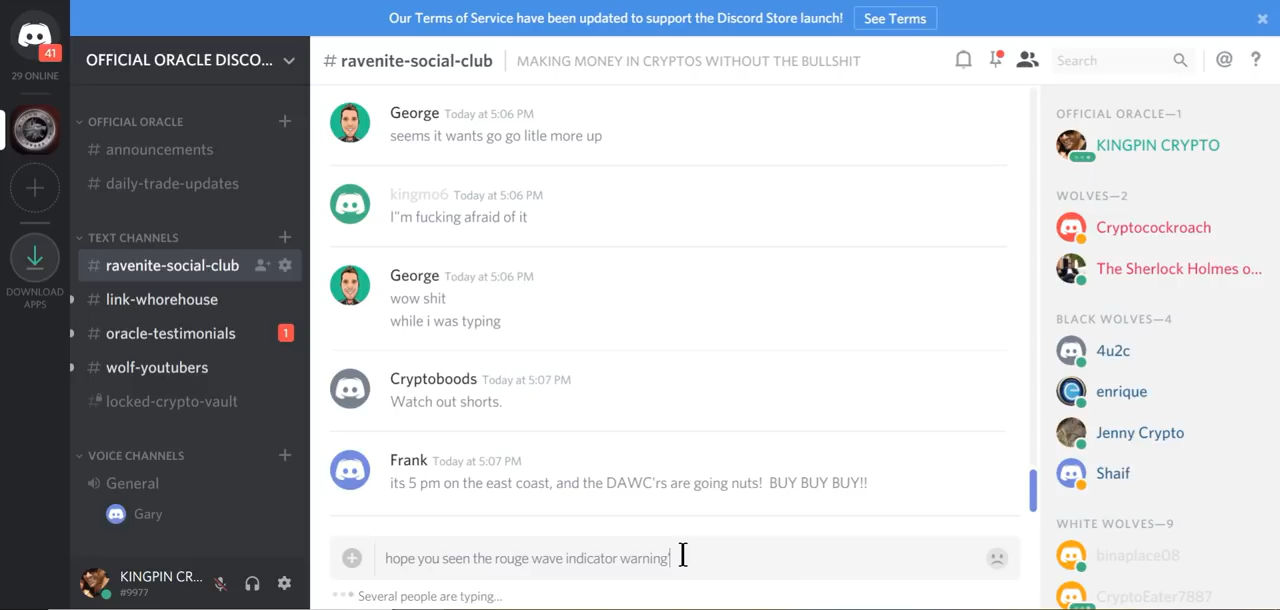 Our Terms of Service have been updated to support the Discord Store launch! See Terms
41
29 ONLINE
DOWNLOAD
APPS
OFFICIAL ORACLE DISCO...
OFFICIAL ORACLE
# announcements
# daily-trade-updates
TEXT CHANNELS
# ravenite-social-club
# link-whorehouse
# oracle-testimonials 1
# wolf-youtubers
# locked-crypto-vault
VOICE CHANNELS
General
Gary
KINGPIN CR...
#9977
# ravenite-social-club MAKING MONEY IN CRYPTOS WITHOUT THE BULLSHIT
Search @ ?
George Today at 5:06 PM
seems it wants go go litle more up
kingmo6 Today at 5:06 PM
I"m fucking afraid of it
George Today at 5:06 PM
wow shit
while i was typing
Cryptoboods Today at 5:07 PM
Watch out shorts.
Frank Today at 5:07 PM
its 5 pm on the east coast, and the DAWC'rs are going nuts! BUY BUY BUY!!
hope you seen the rouge wave indicator warning'
Several people are typing...
OFFICIAL ORACLE—1
KINGPIN CRYPTO
WOLVES—2
Cryptocockroach
The Sherlock Holmes o...
BLACK WOLVES—4
4u2c
enrique
Jenny Crypto
Shaif
WHITE WOLVES—9
binaplace08
CryptoEater7887